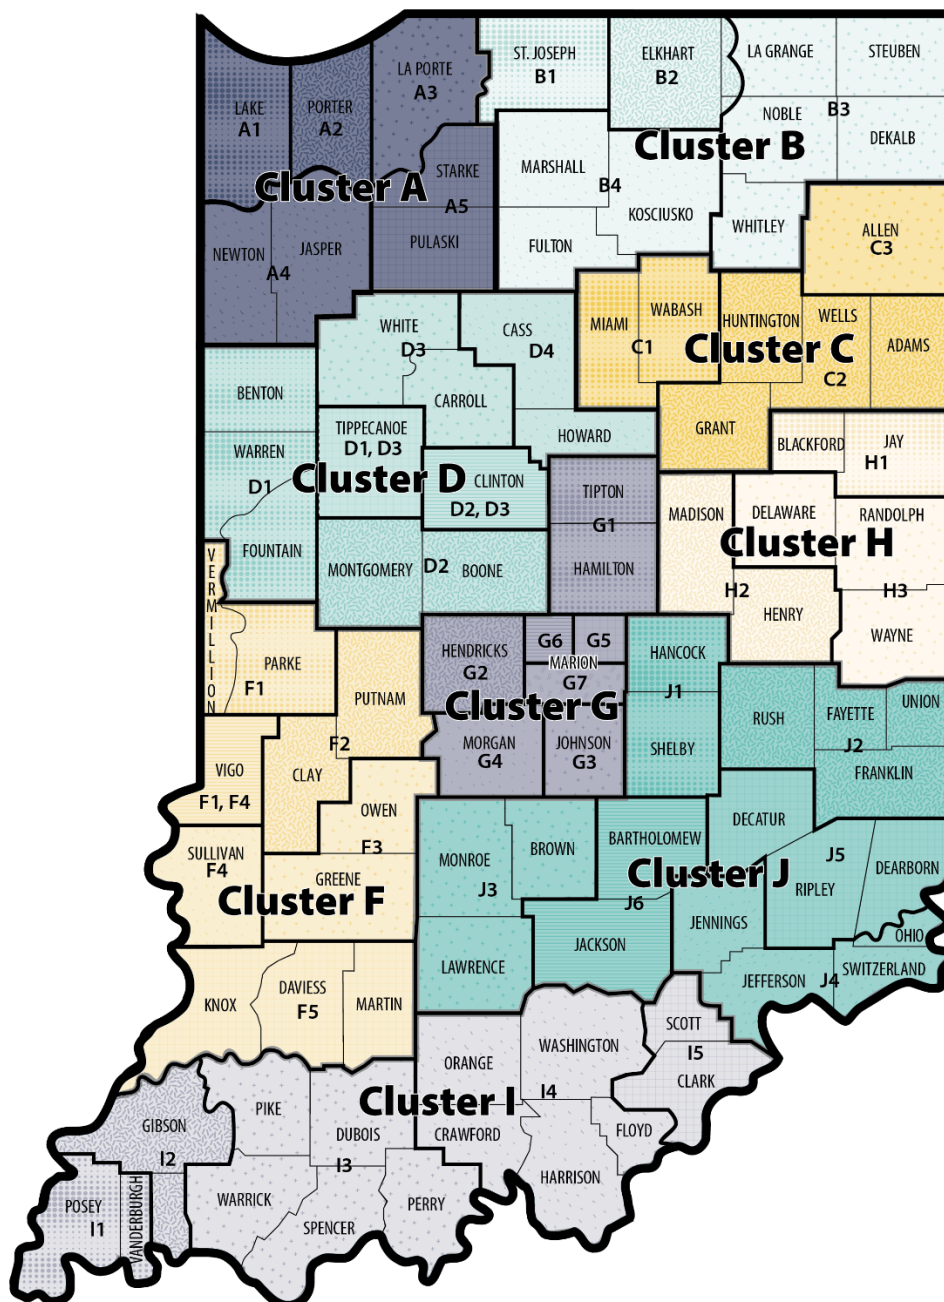 ST. JOSEPH
B1
ELKHART
B2
LA GRANGE
STEUBEN
LA PORTE
A3
LAKE
A1
PORTER
A2
NOBLE
B3
DEKALB
Cluster B
MARSHALL
B4
STARKE
A5
Cluster A
KOSCIUSKO
WHITLEY
ALLEN
C3
NEWTON
JASPER
A4
PULASKI
FULTON
WHITE
D3
CASS
D4
MIAMI
WABASH
C1
HUNTINGTON
WELLS
C2
ADAMS
Cluster C
BENTON
CARROLL
TIPPECANOE
D1, D3
HOWARD
GRANT
BLACKFORD
JAY
H1
WARREN
D1
Cluster D
CLINTON
D2, D3
TIPTON
G1
MADISON
DELAWARE
RANDOLPH
Cluster H
FOUNTAIN
VERMILLION
MONTGOMERY
D2
BOONE
HAMILTON
H2
HENRY
H3
WAYNE
PARKE
F1
PUTNAM
HENDRICKS
G2
G6
G5
MARION
G7
HANCOCK
J1
Cluster G
RUSH
FAYETTE
UNION
J2
FRANKLIN
VIGO
F1, F4
CLAY
F2
MORGAN
G4
JOHNSON
G3
SHELBY
OWEN
F3
SULLIVAN
F4
GREENE
Cluster F
MONROE
J3
BROWN
BARTHOLOMEW
J6
DECATUR
Cluster J
J5
RIPLEY
DEARBORN
JENNINGS
OHIO
LAWRENCE
JACKSON
JEFFERSON
J4
SWITZERLAND
KNOX
DAVIESS
F5
MARTIN
ORANGE
WASHINGTON
SCOTT
I5
CLARK
I4
Cluster I
GIBSON
I2
PIKE
DUBOIS
I3
CRAWFORD
FLOYD
HARRISON
POSEY
I1
VANDERBURGH
WARRICK
SPENCER
PERRY